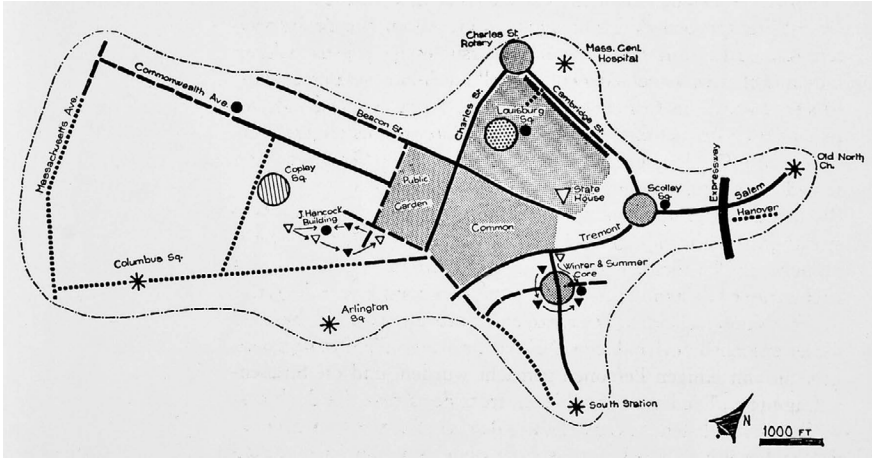 Charles St.
Rotary
Mass. Genl.
Hospital
Commonwealth Ave.
Massachusetts Ave.
Beacon St.
Charles St.
Cambridge St.
Louisburg
Sq.
Copley
Sq.
Public
Garden
J. Hancock
Building
State
House
Scolley
Sq.
Expressway
Old North
Ch.
Salem
Hanover
Common
Tremont
Columbus Sq.
Winter & Summer
Core
Arlington
Sq.
South Station
N
1000 FT